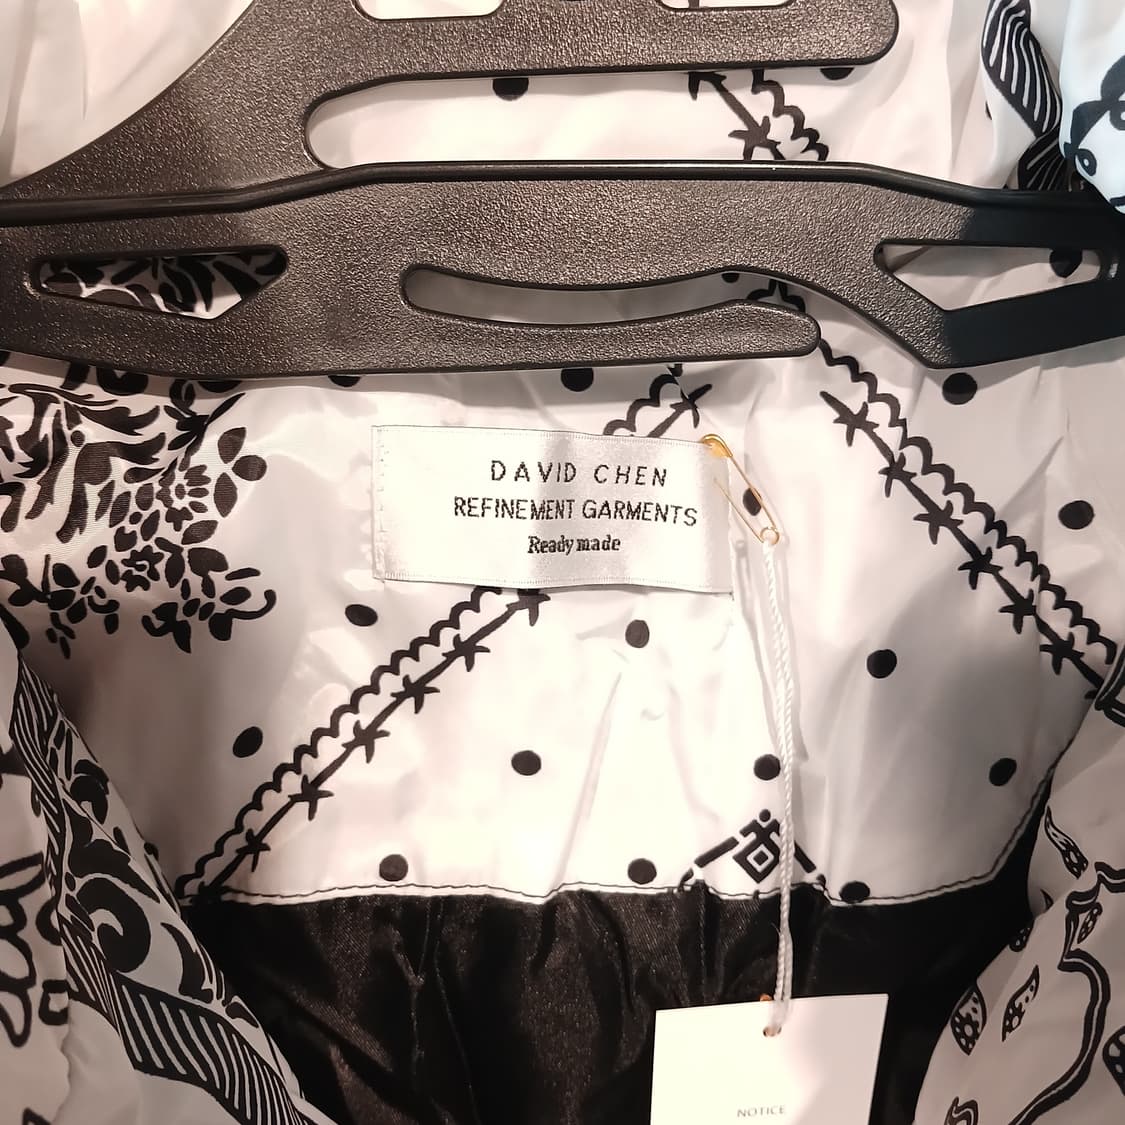 DAVID CHEN
REFINEMENT GARMENTS
Ready made
NOTICE